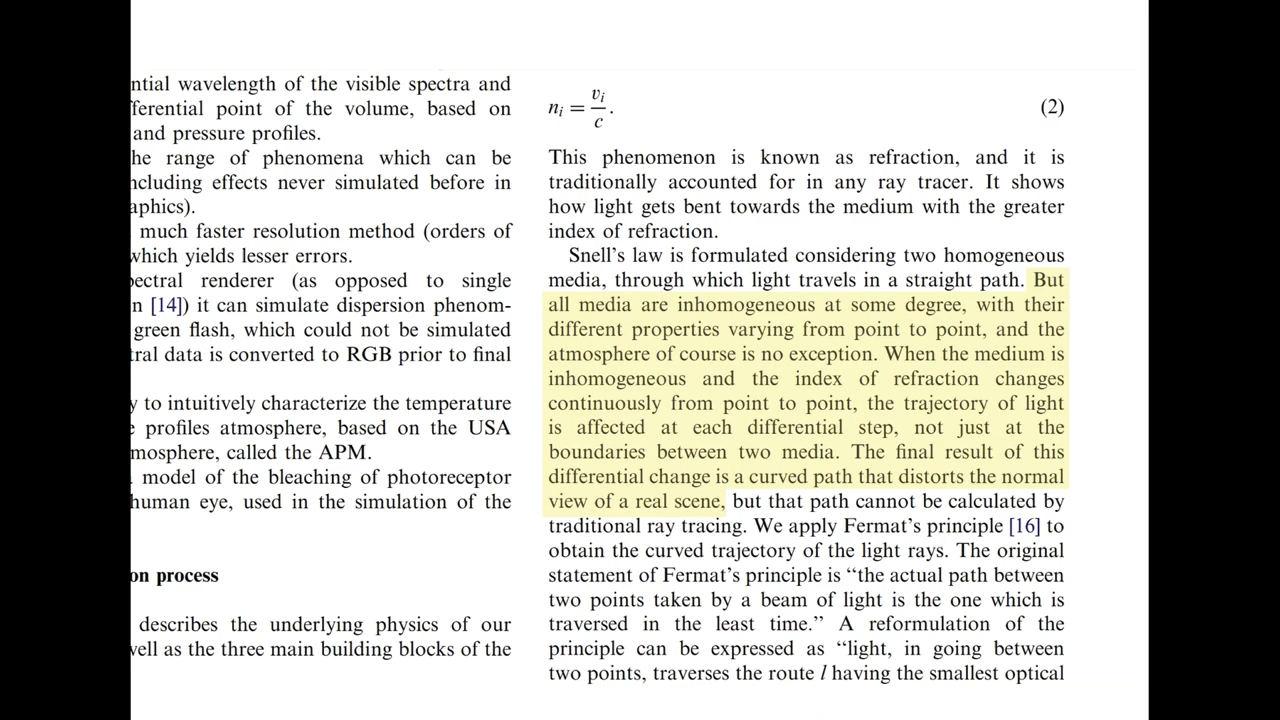 ntial wavelength of the visible spectra and
ferential point of the volume, based on
and pressure profiles.
he range of phenomena which can be
ncluding effects never simulated before in
aphics).
much faster resolution method (orders of
which yields lesser errors.
pectral renderer (as opposed to single
n [14]) it can simulate dispersion phenom-
green flash, which could not be simulated
tral data is converted to RGB prior to final
y to intuitively characterize the temperature
e profiles atmosphere, based on the USA
mosphere, called the APM.
model of the bleaching of photoreceptor
human eye, used in the simulation of the
on process
describes the underlying physics of our
well as the three main building blocks of the
n_i = v_i / c. (2)
This phenomenon is known as refraction, and it is
traditionally accounted for in any ray tracer. It shows
how light gets bent towards the medium with the greater
index of refraction.
Snell's law is formulated considering two homogeneous
media, through which light travels in a straight path. But
all media are inhomogeneous at some degree, with their
different properties varying from point to point, and the
atmosphere of course is no exception. When the medium is
inhomogeneous and the index of refraction changes
continuously from point to point, the trajectory of light
is affected at each differential step, not just at the
boundaries between two media. The final result of this
differential change is a curved path that distorts the normal
view of a real scene, but that path cannot be calculated by
traditional ray tracing. We apply Fermat's principle [16] to
obtain the curved trajectory of the light rays. The original
statement of Fermat's principle is "the actual path between
two points taken by a beam of light is the one which is
traversed in the least time." A reformulation of the
principle can be expressed as "light, in going between
two points, traverses the route l having the smallest optical